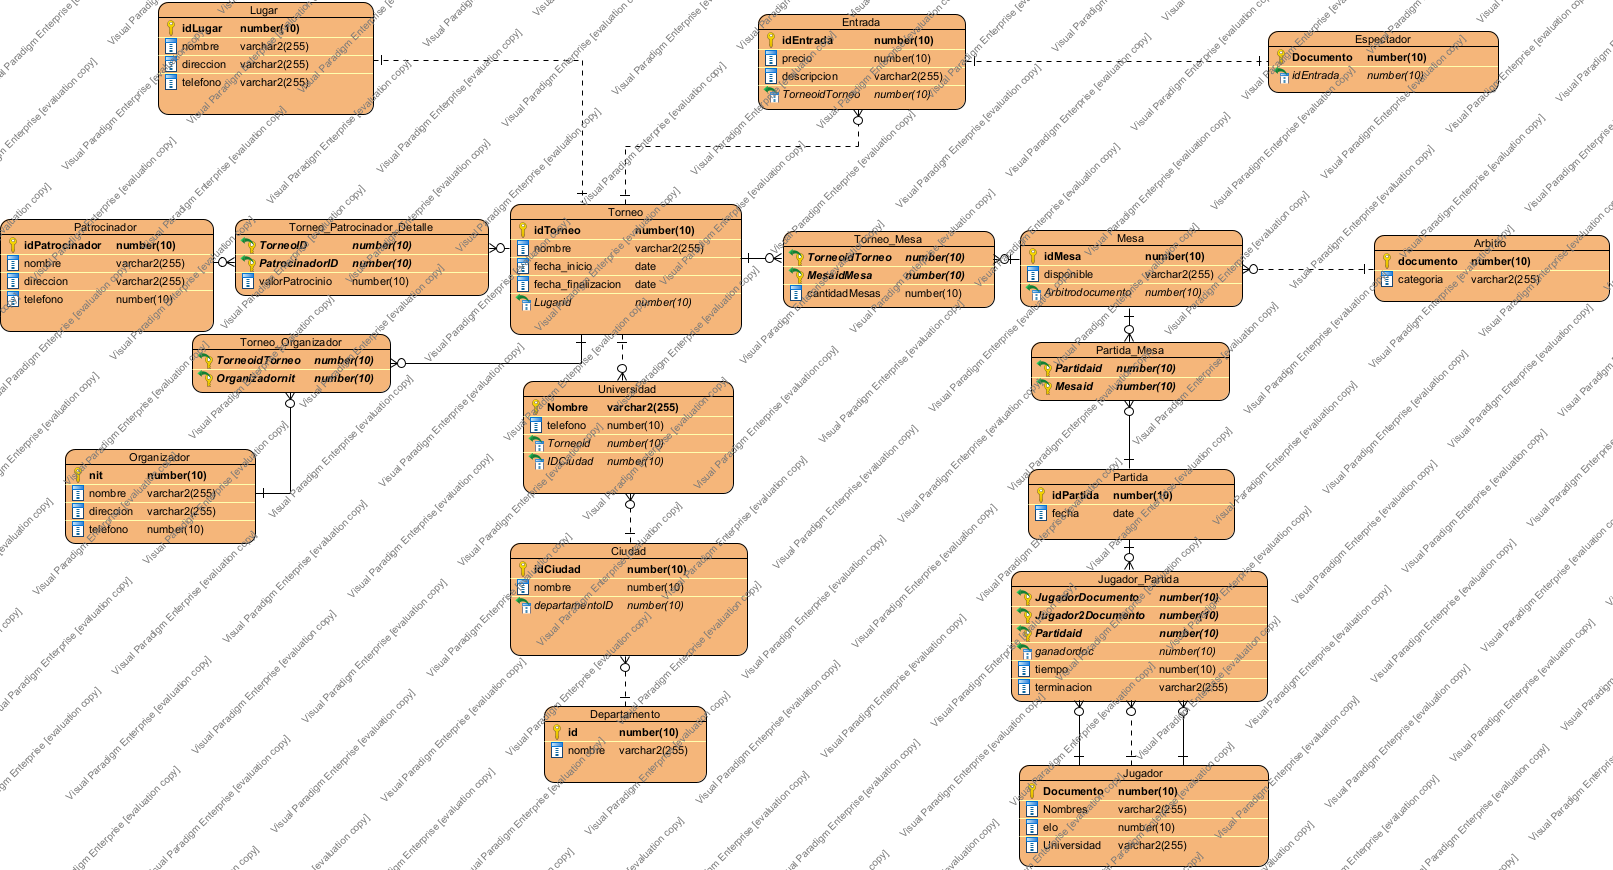 Lugar
idLugar number(10)
nombre varchar2(255)
direccion varchar2(255)
telefono varchar2(255)
Entrada
idEntrada number(10)
precio number(10)
descripcion varchar2(255)
TorneoidTorneo number(10)
Espectador
Documento number(10)
idEntrada number(10)
Patrocinador
idPatrocinador number(10)
nombre varchar2(255)
direccion varchar2(255)
telefono number(10)
Torneo_Patrocinador_Detalle
TorneoID number(10)
PatrocinadorID number(10)
valorPatrocinio number(10)
Torneo
idTorneo number(10)
nombre varchar2(255)
fecha_inicio date
fecha_finalizacion date
Lugarid number(10)
Torneo_Mesa
TorneoidTorneo number(10)
MesaidMesa number(10)
cantidadMesas number(10)
Mesa
idMesa number(10)
disponible varchar2(255)
Arbitrodocumento number(10)
Arbitro
documento number(10)
categoria varchar2(255)
Torneo_Organizador
TorneoidTorneo number(10)
Organizadornit number(10)
Partida_Mesa
Partidaid number(10)
Mesaid number(10)
Universidad
Nombre varchar2(255)
telefono number(10)
Torneoid number(10)
IDCiudad number(10)
Organizador
nit number(10)
nombre varchar2(255)
direccion varchar2(255)
telefono number(10)
Partida
idPartida number(10)
fecha date
Ciudad
idCiudad number(10)
nombre number(10)
departamentoID number(10)
Jugador_Partida
JugadorDocumento number(10)
Jugador2Documento number(10)
Partidaid number(10)
ganadordoc number(10)
tiempo number(10)
terminacion varchar2(255)
Departamento
id number(10)
nombre varchar2(255)
Jugador
Documento number(10)
Nombres varchar2(255)
elo number(10)
Universidad varchar2(255)
Visual Paradigm Enterprise [evaluation copy]